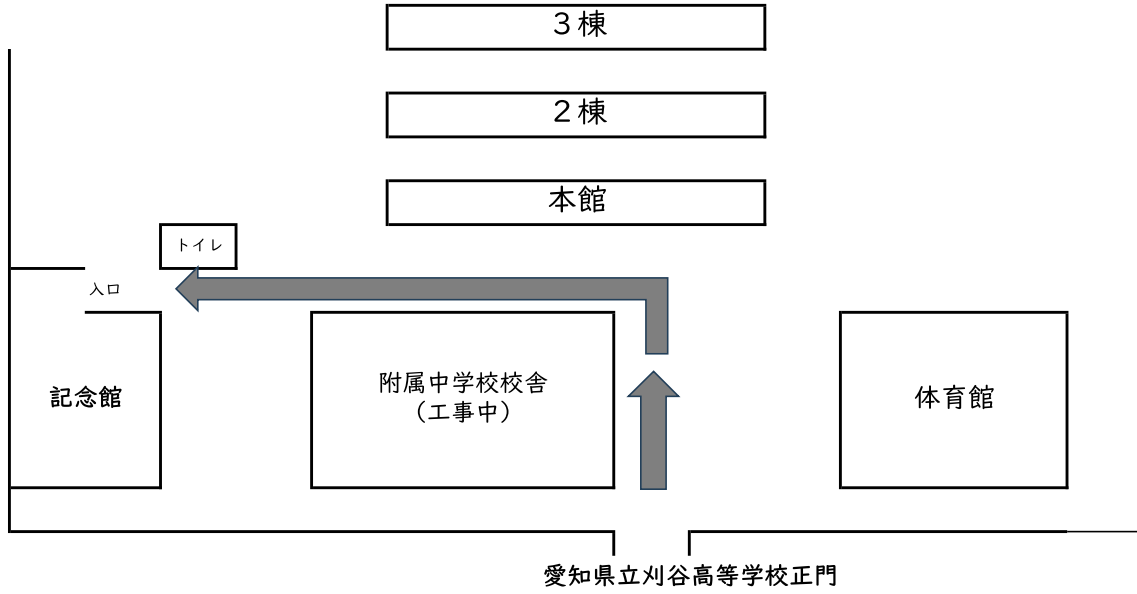 ３棟
２棟
本館
トイレ
入口
記念館
附属中学校校舎
（工事中）
体育館
愛知県立刈谷高等学校正門